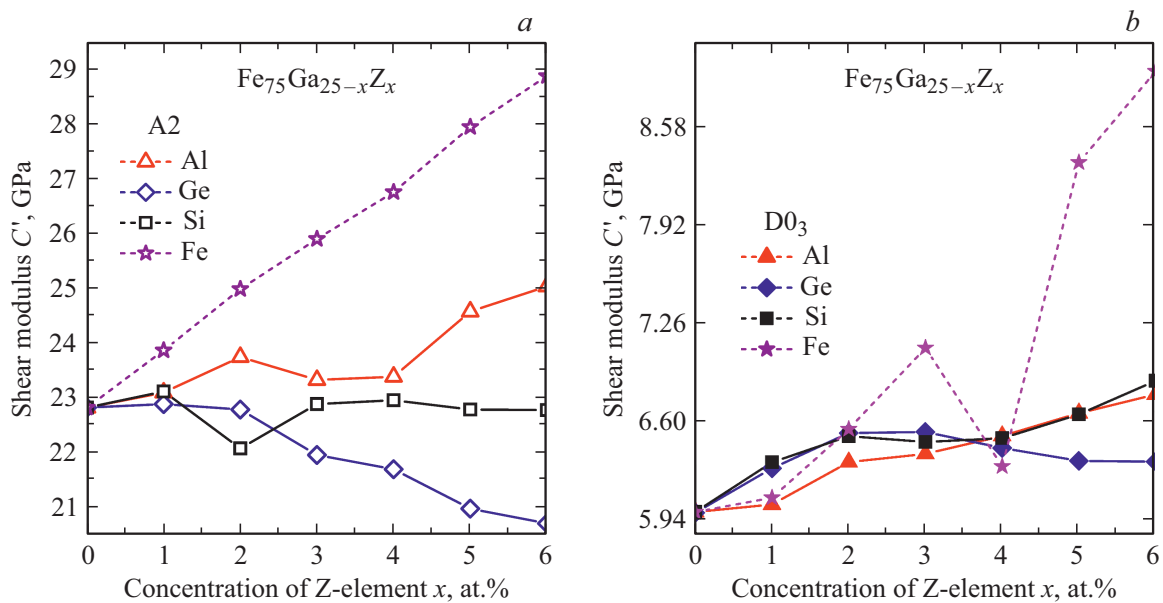 a
Fe₇₅Ga₂₅₋ₓZₓ
A2
Al
Ge
Si
Fe
29
28
27
26
25
24
23
22
21
Shear modulus C', GPa
0 1 2 3 4 5 6
Concentration of Z-element x, at.%
b
Fe₇₅Ga₂₅₋ₓZₓ
D0₃
Al
Ge
Si
Fe
8.58
7.92
7.26
6.60
5.94
Shear modulus C', GPa
0 1 2 3 4 5 6
Concentration of Z-element x, at.%